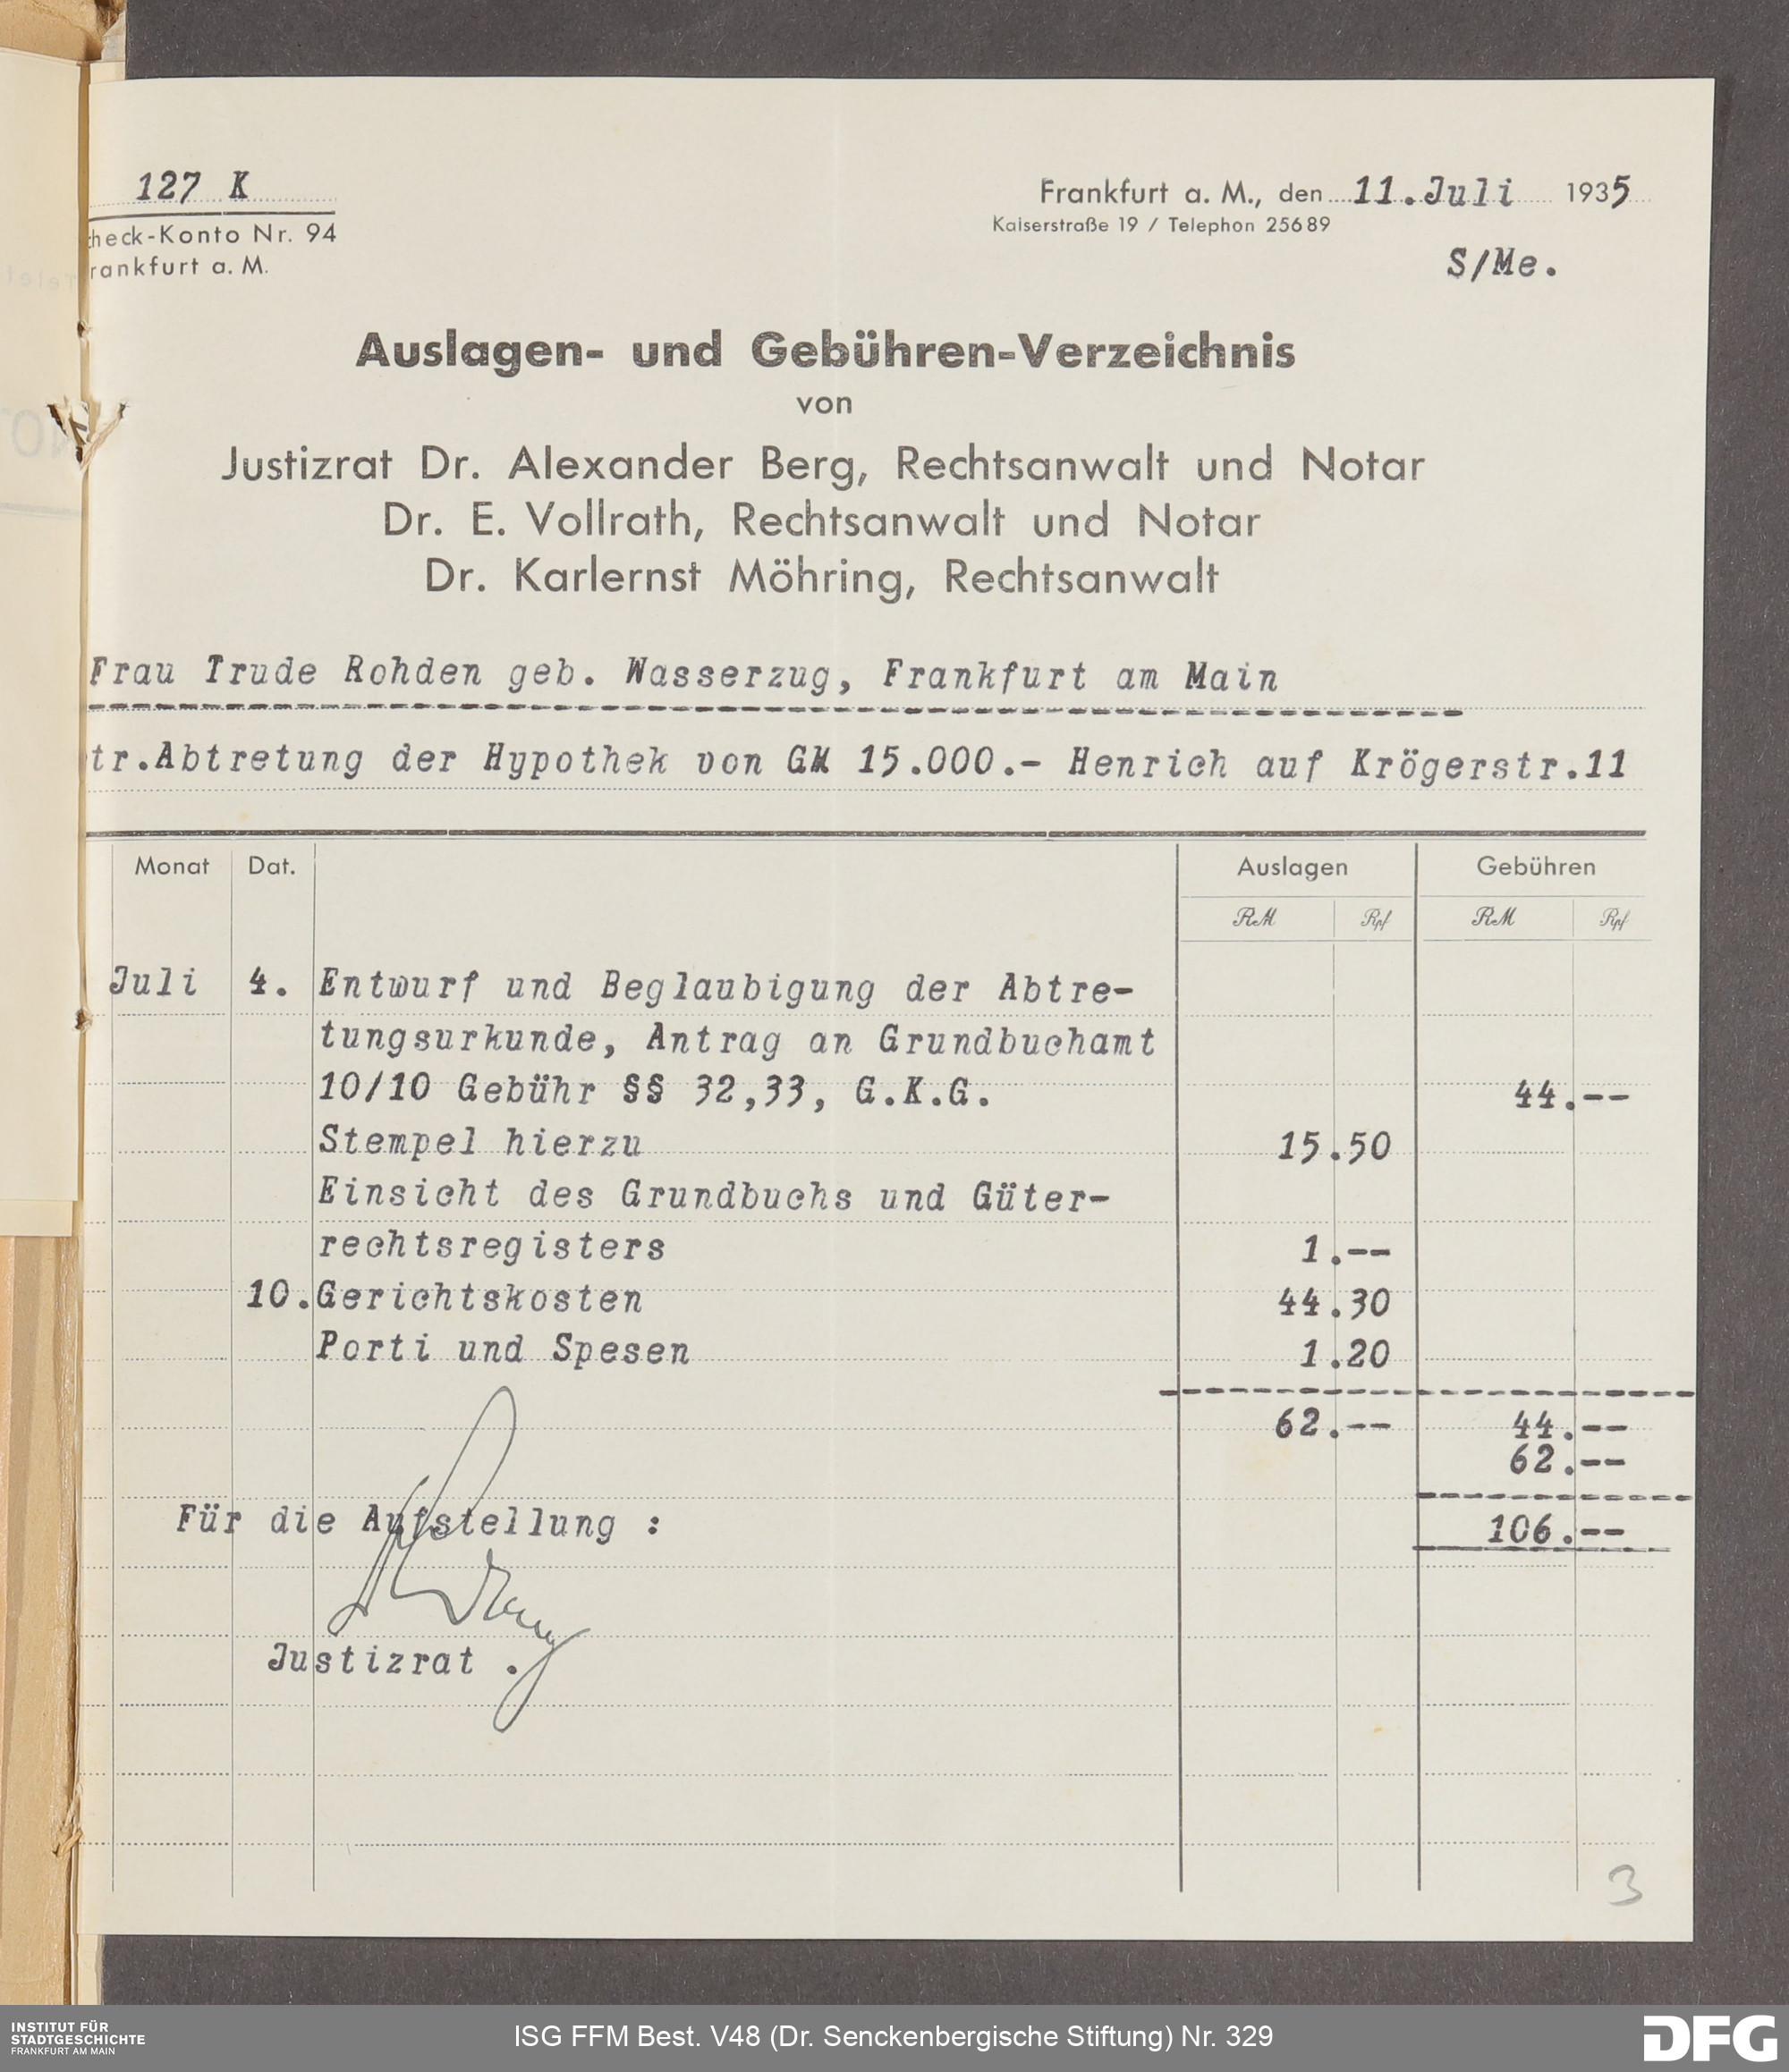 127 K
Frankfurt a. M., den 11.Juli 1935
check-Konto Nr. 94
Kaiserstraße 19 / Telephon 25689
rankfurt a. M.
S/Me.
Auslagen- und Gebühren-Verzeichnis
von
Justizrat Dr. Alexander Berg, Rechtsanwalt und Notar
Dr. E. Vollrath, Rechtsanwalt und Notar
Dr. Karlernst Möhring, Rechtsanwalt
Frau Trude Rohden geb. Wasserzug, Frankfurt am Main
tr.Abtretung der Hypothek von GM 15.000.- Henrich auf Krögerstr.11
Monat Dat. Auslagen Gebühren
RM Rpf RM Rpf
Juli 4. Entwurf und Beglaubigung der Abtre-
tungsurkunde, Antrag an Grundbuchamt
10/10 Gebühr §§ 32,33, G.K.G. 44.--
Stempel hierzu 15.50
Einsicht des Grundbuchs und Güter-
rechtsregisters 1.--
10. Gerichtskosten 44.30
Porti und Spesen 1.20
62.-- 44.--
62.--
Für die Aufstellung :
106.--
Justizrat .
3
INSTITUT FÜR
STADTGESCHICHTE
FRANKFURT AM MAIN
ISG FFM Best. V48 (Dr. Senckenbergische Stiftung) Nr. 329
DFG